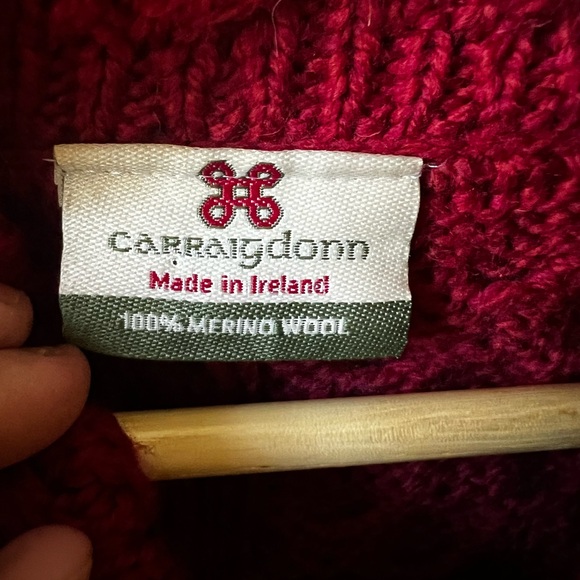 carraigdonn
Made in Ireland
100% MERINO WOOL